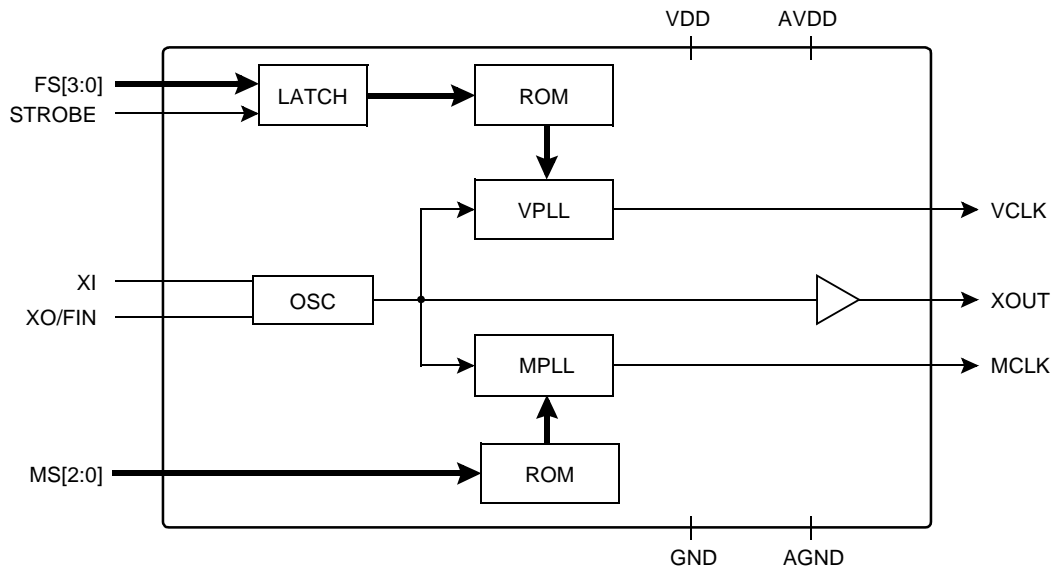 VDD
AVDD
FS[3:0]
STROBE
LATCH
ROM
VPLL
VCLK
XI
XO/FIN
OSC
XOUT
MPLL
MCLK
MS[2:0]
ROM
GND
AGND